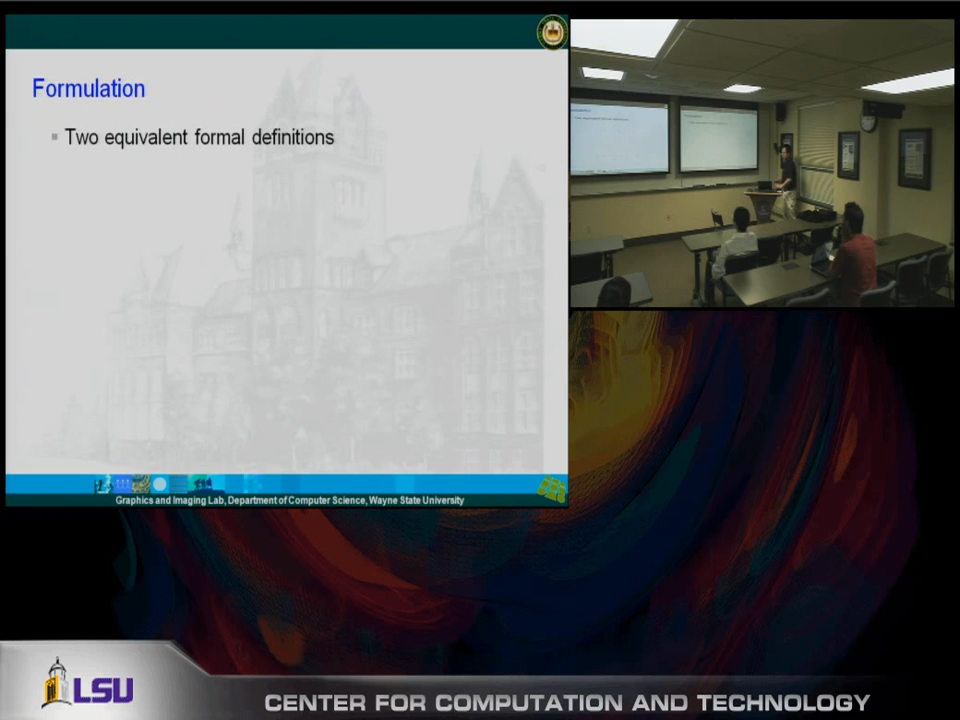 Formulation
Two equivalent formal definitions
Graphics and Imaging Lab, Department of Computer Science, Wayne State University
LSU
CENTER FOR COMPUTATION AND TECHNOLOGY